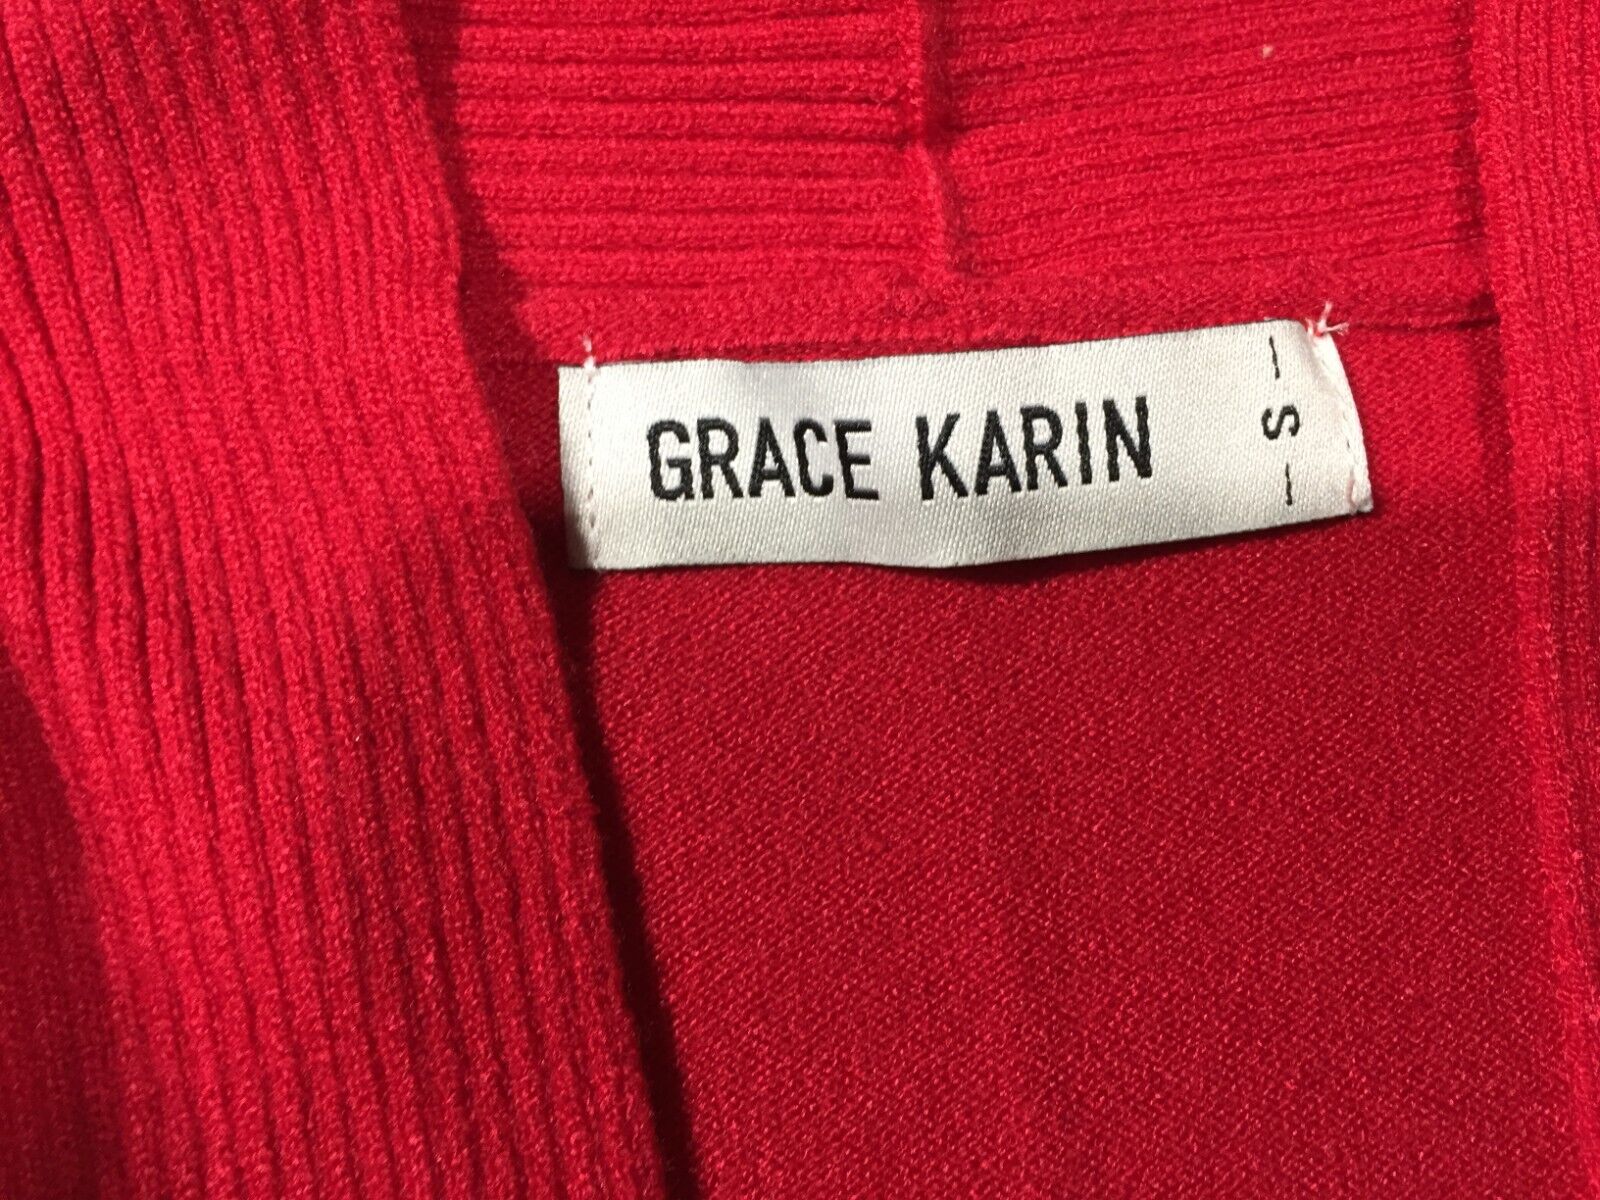 GRACE KARIN
— S —